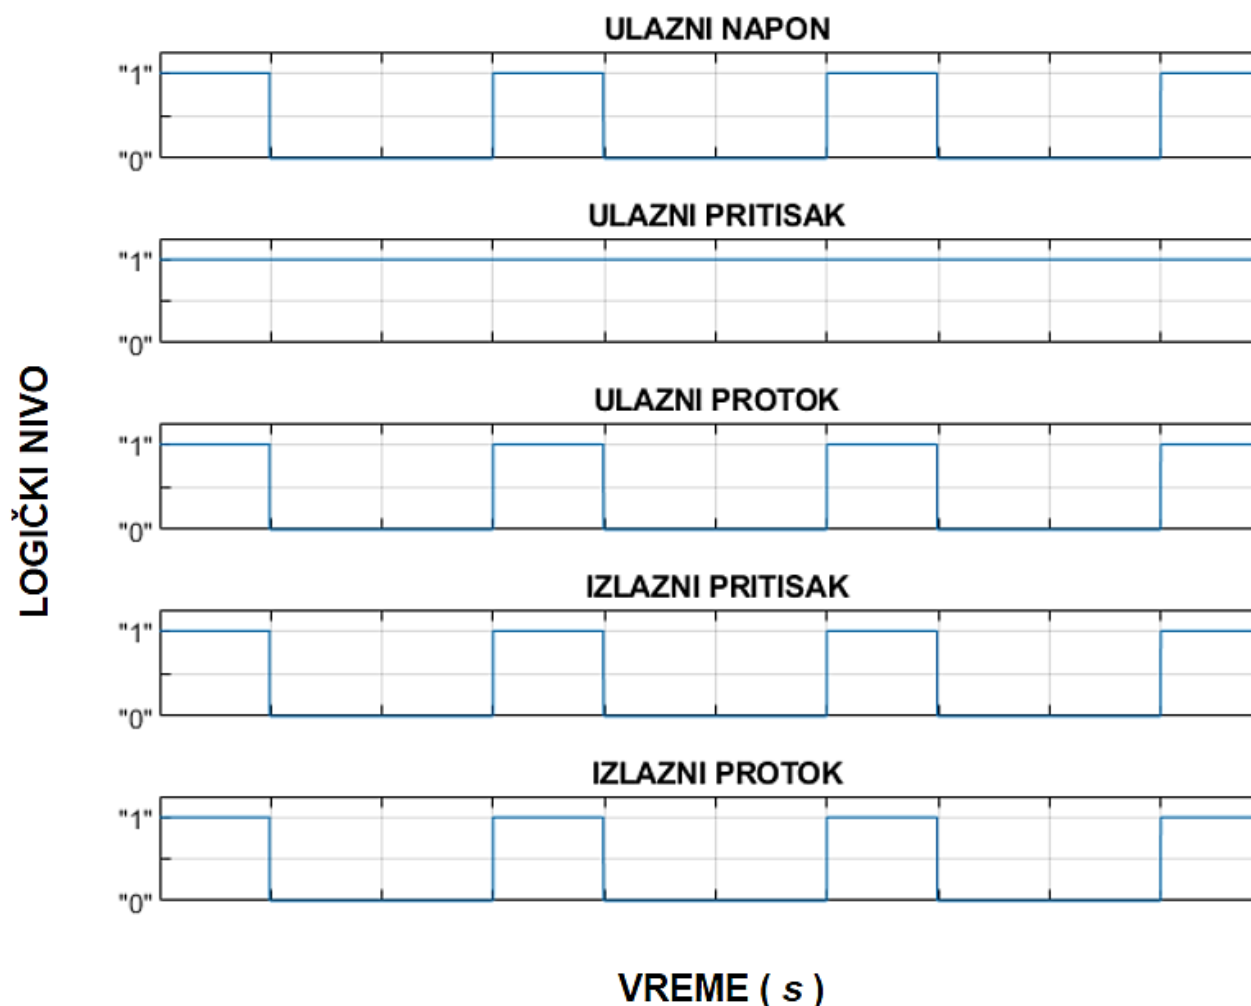 ULAZNI NAPON
"1"
"0"
ULAZNI PRITISAK
"1"
"0"
ULAZNI PROTOK
"1"
"0"
IZLAZNI PRITISAK
"1"
"0"
IZLAZNI PROTOK
"1"
"0"
LOGIČKI NIVO
VREME ( s )